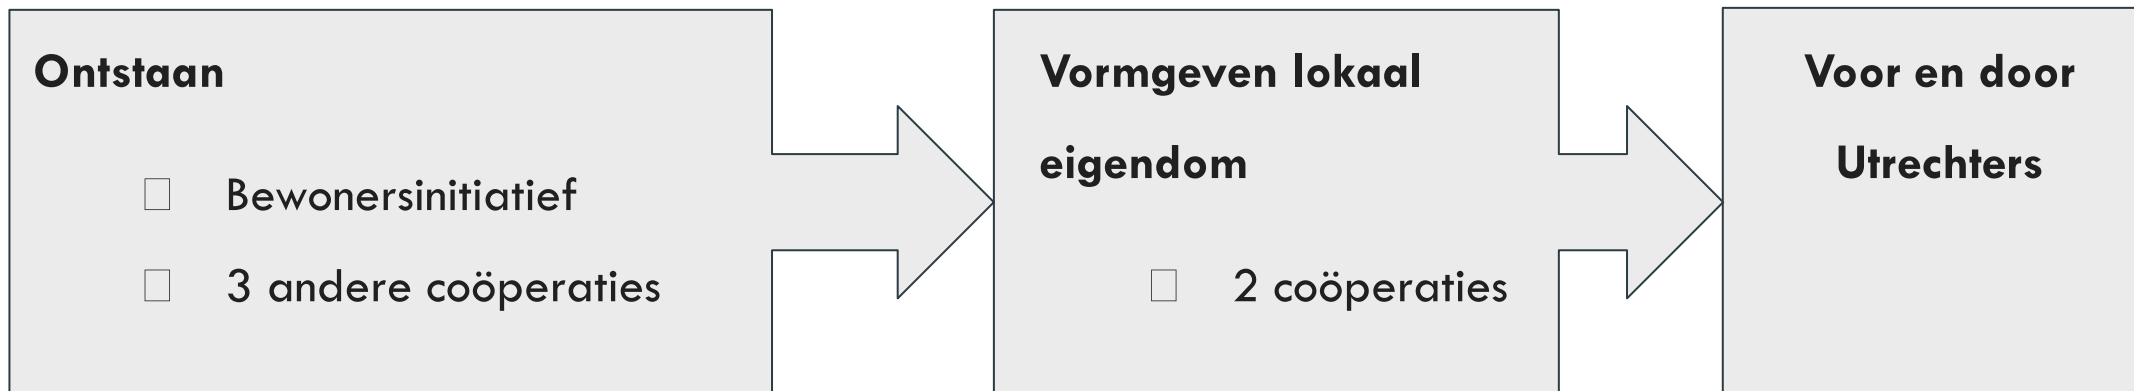 Ontstaan
Bewonersinitiatief
3 andere coöperaties
Vormgeven lokaal
eigendom
2 coöperaties
Voor en door
Utrechters